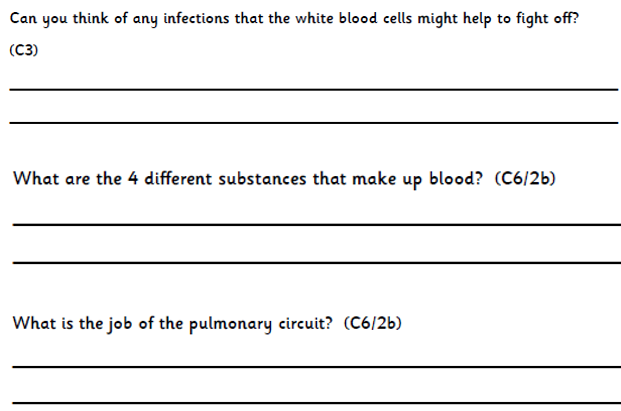 Can you think of any infections that the white blood cells might help to fight off?
(C3)
What are the 4 different substances that make up blood? (C6/2b)
What is the job of the pulmonary circuit? (C6/2b)